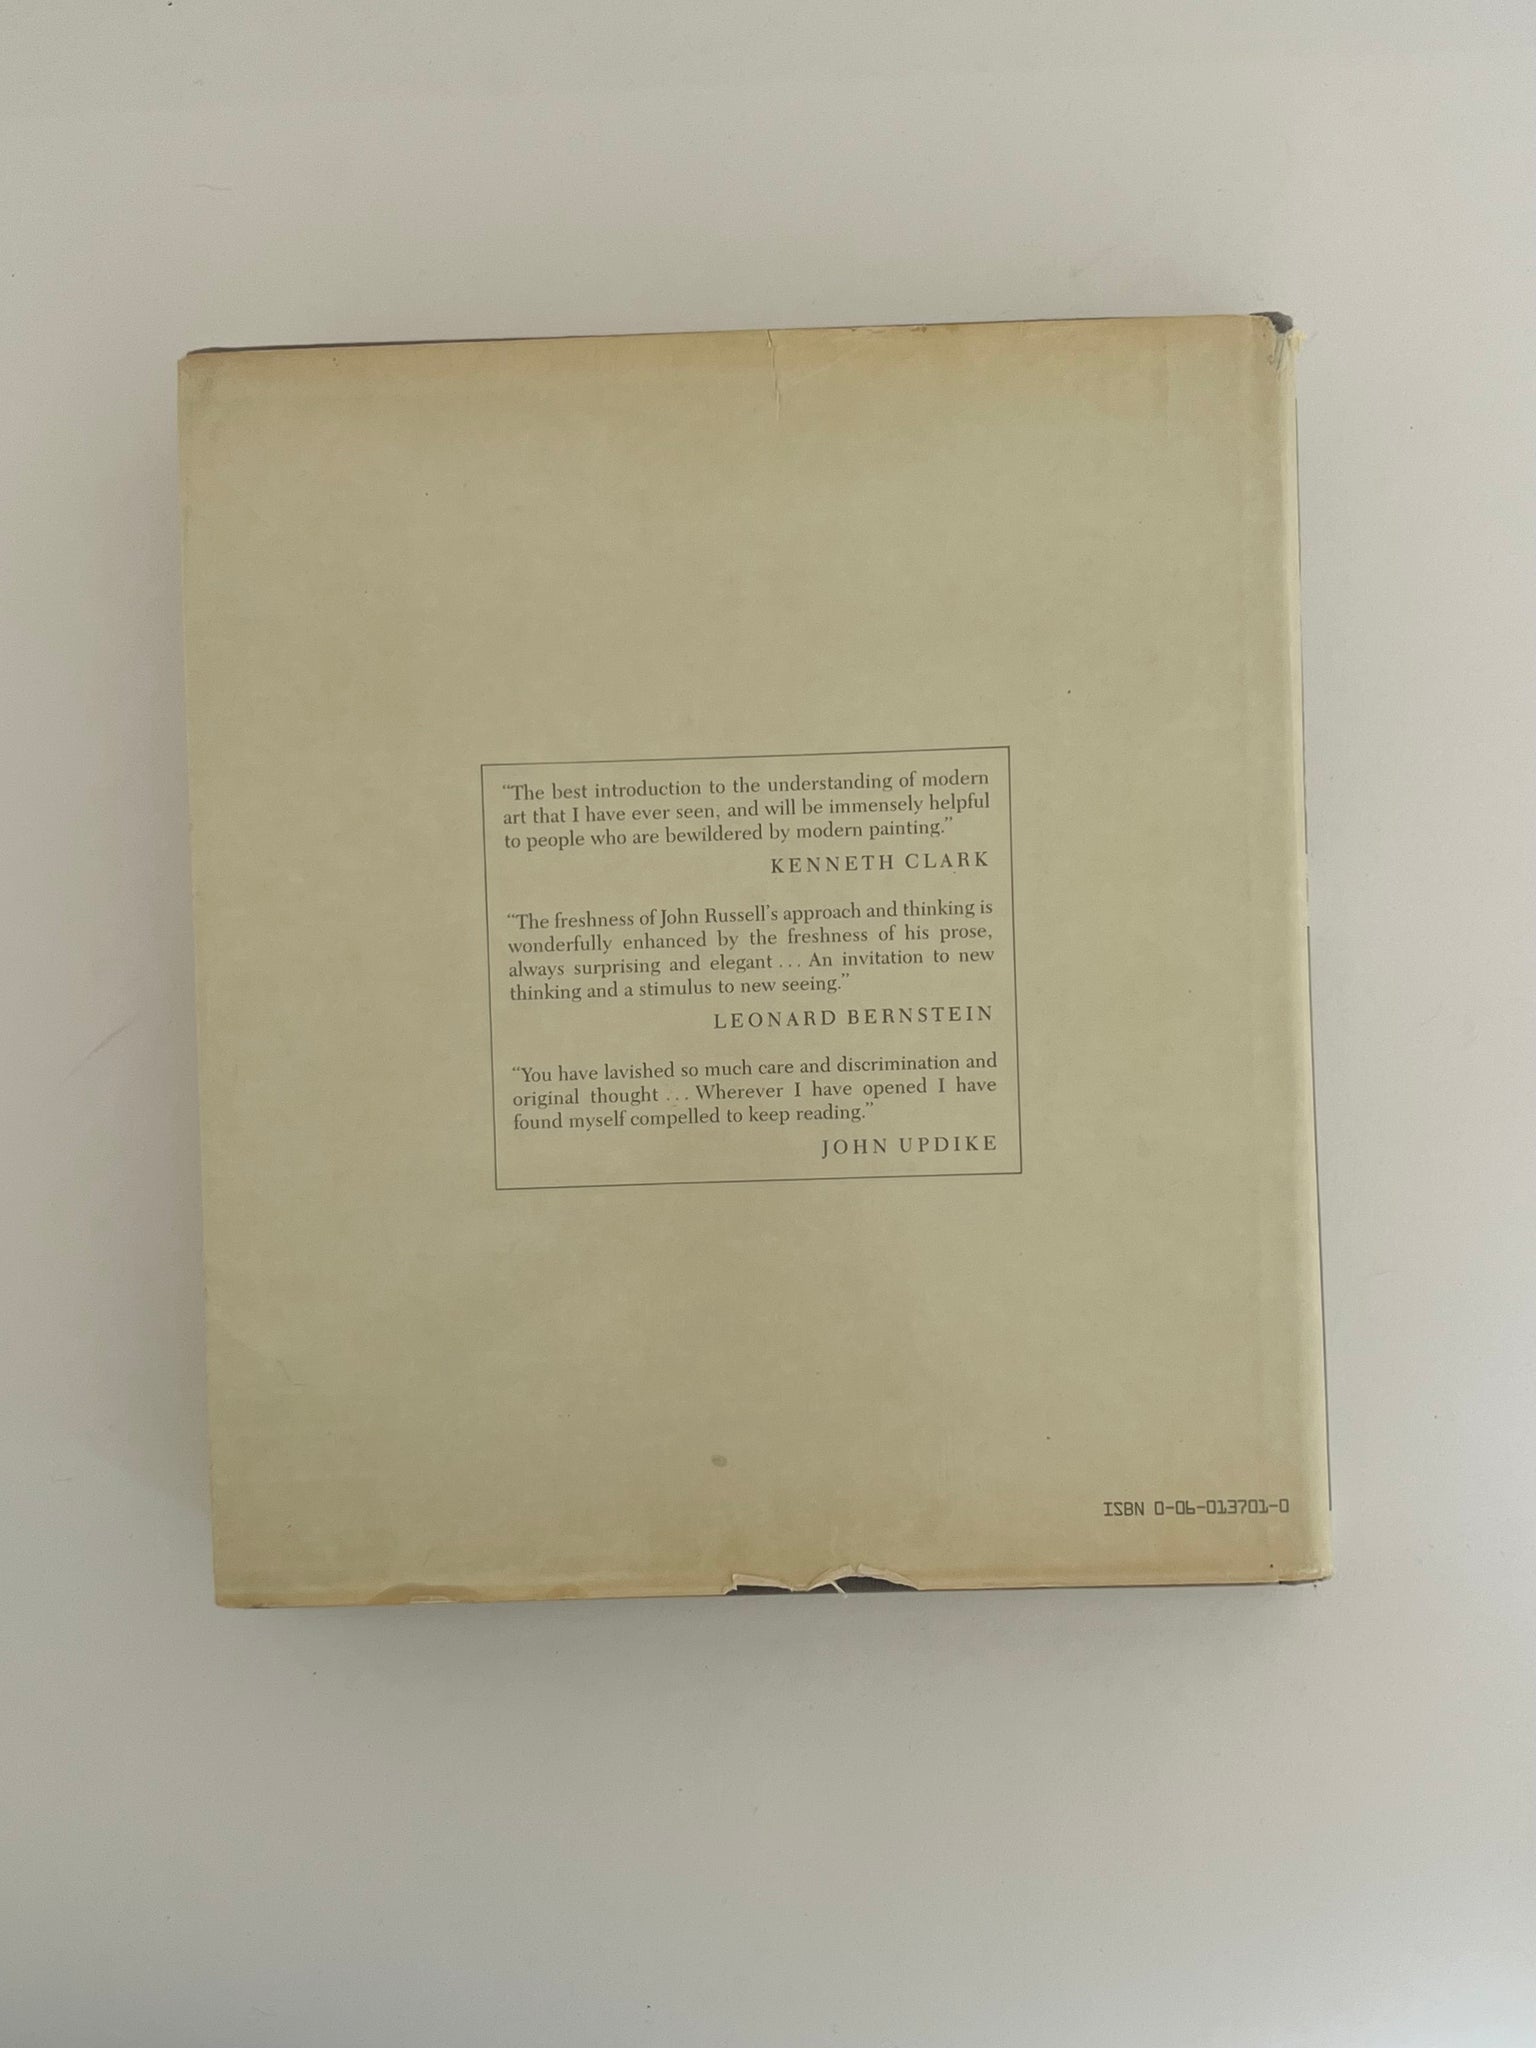 “The best introduction to the understanding of modern
art that I have ever seen, and will be immensely helpful
to people who are bewildered by modern painting.”
KENNETH CLARK
“The freshness of John Russell’s approach and thinking is
wonderfully enhanced by the freshness of his prose,
always surprising and elegant ... An invitation to new
thinking and a stimulus to new seeing.”
LEONARD BERNSTEIN
“You have lavished so much care and discrimination and
original thought ... Wherever I have opened I have
found myself compelled to keep reading.”
JOHN UPDIKE
ISBN 0-06-013701-0